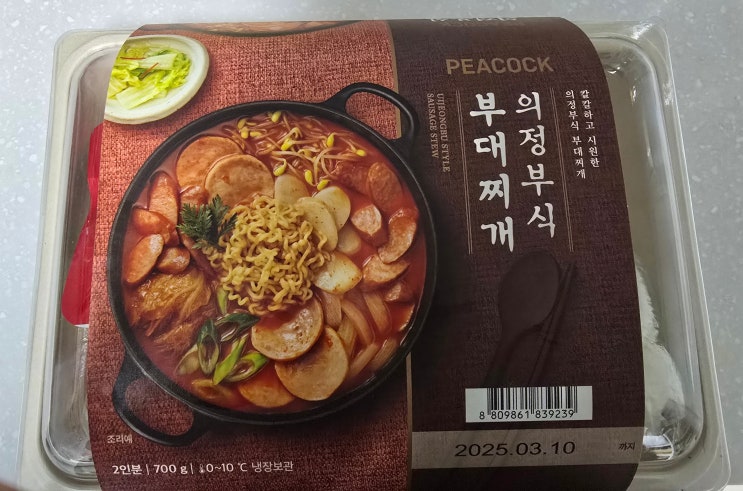 PEACOCK
칼칼하고 시원한
의정부식 부대찌개
의정부식
부대찌개
UIJEONGBU STYLE
SAUSAGE STEW
8 809861 839239
2025.03.10 까지
조리예
2인분 | 700 g | 0~10 ℃ 냉장보관